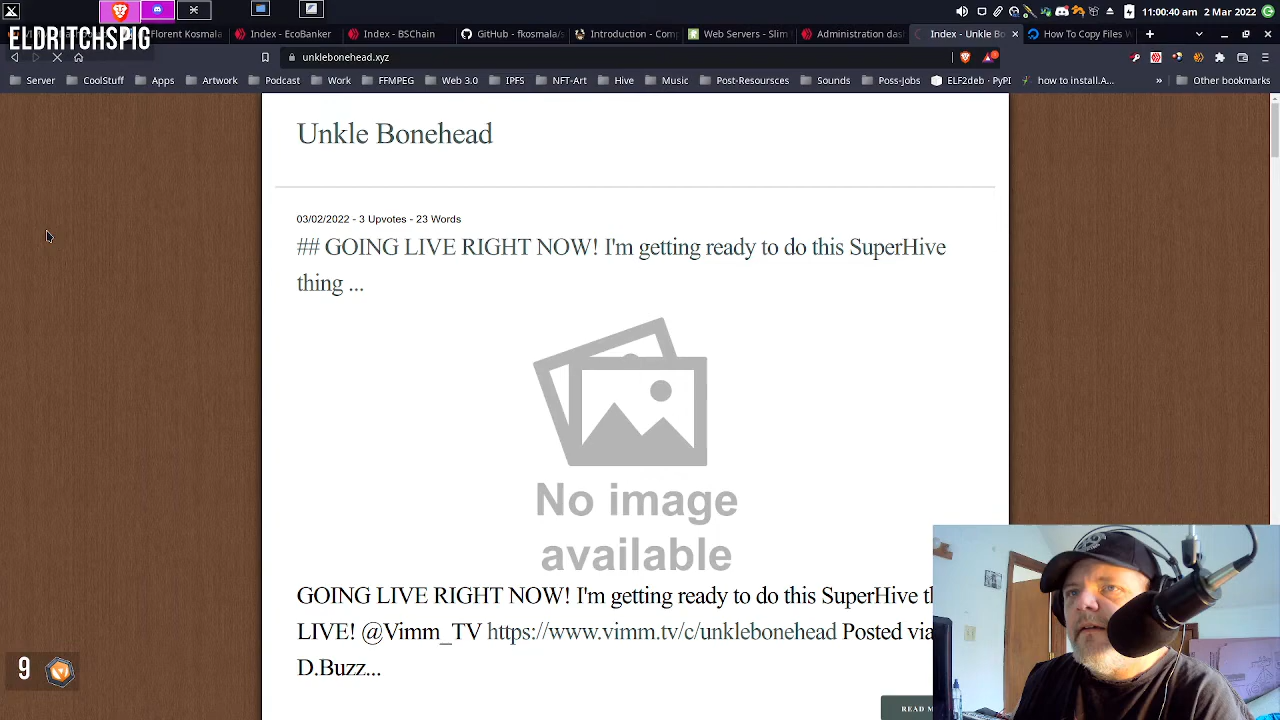 11:00:40 am 2 Mar 2022
ELDRITCHSPIG
Florent Kosmala
Index - EcoBanker
Index - BSChain
GitHub - fkosmala/s
Introduction - Comp
Web Servers - Slim F
Administration das
Index - Unkle Bo
How To Copy Files W
unklebonehead.xyz
Server
CoolStuff
Apps
Artwork
Podcast
Work
FFMPEG
Web 3.0
IPFS
NFT-Art
Hive
Music
Post-Resoursces
Sounds
Poss-Jobs
ELF2deb · PyPI
how to install.A...
»
Other bookmarks
Unkle Bonehead
03/02/2022 - 3 Upvotes - 23 Words
## GOING LIVE RIGHT NOW! I'm getting ready to do this SuperHive
thing ...
No image
available
GOING LIVE RIGHT NOW! I'm getting ready to do this SuperHive th
LIVE! @Vimm_TV https://www.vimm.tv/c/unklebonehead Posted via
D.Buzz...
READ M
9